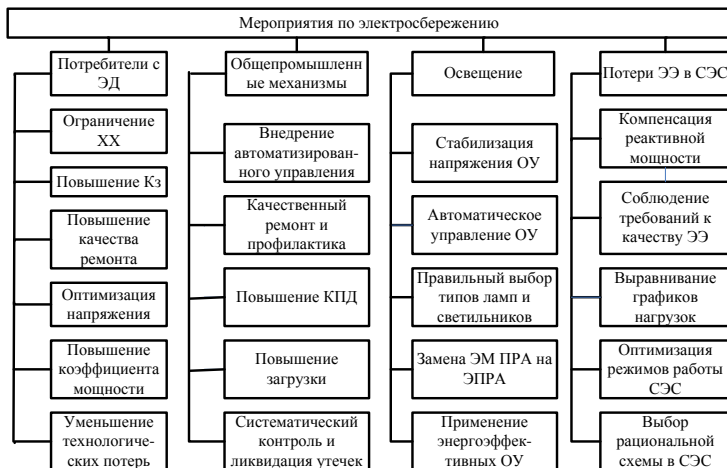 Мероприятия по электросбережению
Потребители с
ЭД
Ограничение
ХХ
Повышение Кз
Повышение
качества
ремонта
Оптимизация
напряжения
Повышение
коэффициента
мощности
Уменьшение
технологиче-
ских потерь
Общепромышлен-
ные механизмы
Внедрение
автоматизирован-
ного управления
Качественный
ремонт и
профилактика
Повышение КПД
Повышение
загрузки
Систематический
контроль и
ликвидация утечек
Освещение
Стабилизация
напряжения ОУ
Автоматическое
управление ОУ
Правильный выбор
типов ламп и
светильников
Замена ЭМ ПРА на
ЭПРА
Применение
энергоэффек-
тивных ОУ
Потери ЭЭ в СЭС
Компенсация
реактивной
мощности
Соблюдение
требований к
качеству ЭЭ
Выравнивание
графиков
нагрузок
Оптимизация
режимов работы
СЭС
Выбор
рациональной
схемы в СЭС